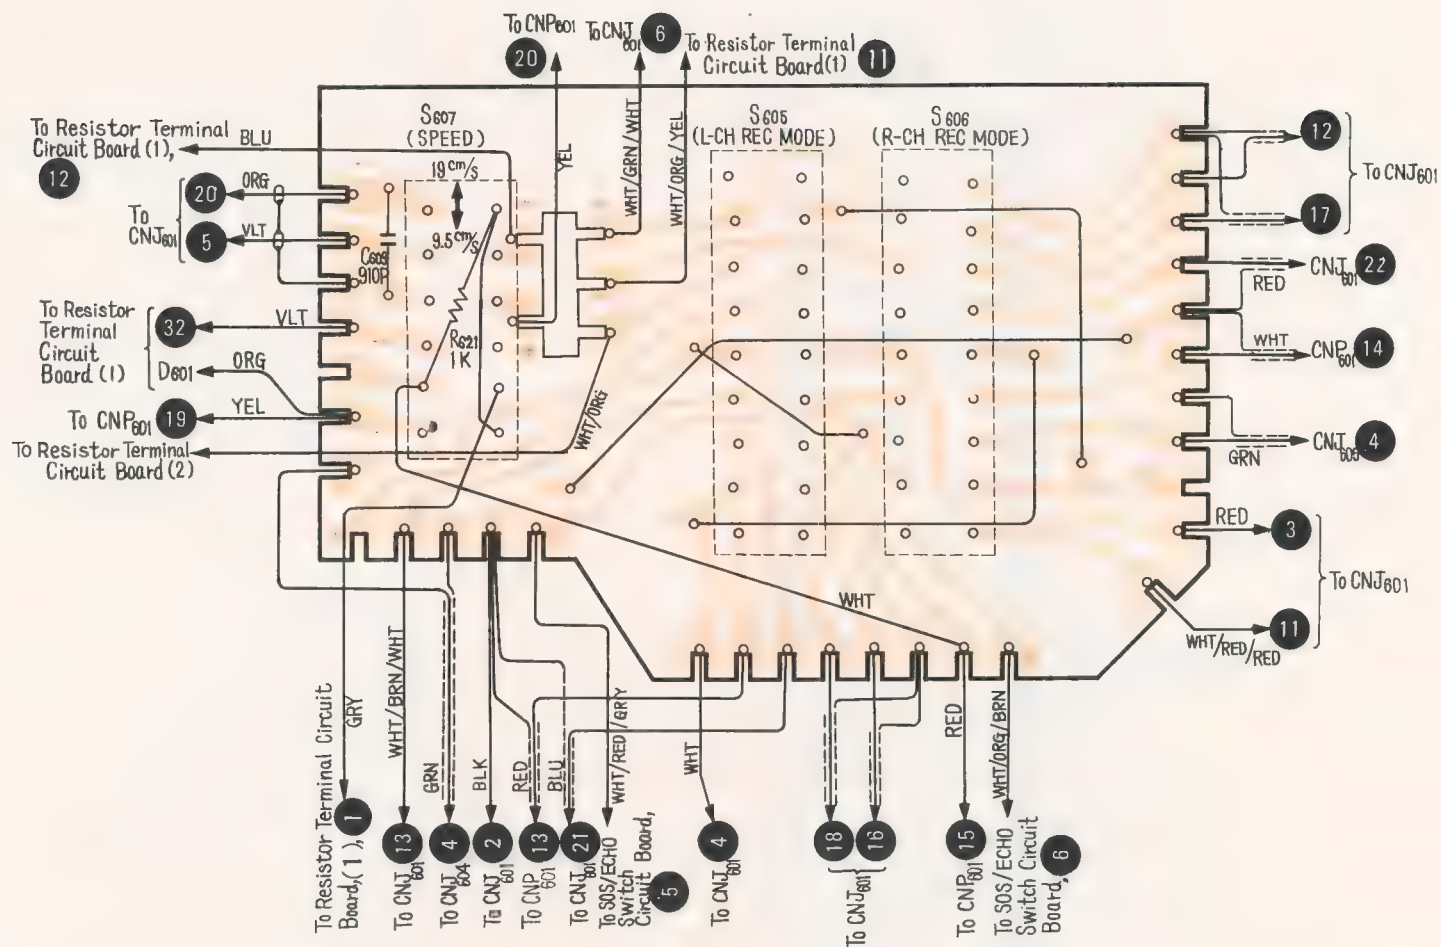 To CNP601
20
To CNJ601
6
To Resistor Terminal
Circuit Board(1)
11
S607
(SPEED)
S605
(L-CH REC MODE)
S606
(R-CH REC MODE)
To Resistor Terminal
Circuit Board (1),
12
BLU
YEL
WHT/GRN/WHT
WHT/ORG/YEL
19cm/s
9.5cm/s
20
ORG
To
CNJ601
5
VLT
910P
R621
1K
To Resistor
Terminal
Circuit
Board (1)
32
VLT
D601
ORG
To CNP601
19
YEL
To Resistor Terminal
Circuit Board (2)
WHT/ORG
12
17
To CNJ601
CNJ601
22
RED
WHT
CNP601
14
CNJ605
4
GRN
RED
3
To CNJ601
11
WHT/RED/RED
WHT
GRY
WHT/BRN/WHT
GRN
BLK
RED
BLU
WHT/RED/GRY
WHT
RED
WHT/ORG/BRN
To Resistor Terminal Circuit
Board,(1),
1
13
To CNJ601
4
To CNJ604
2
To CNJ601
13
To CNP601
21
To CNJ601
To SOS/ECHO
Switch
Circuit Board,
5
4
To CNJ601
18
16
To CNJ601
15
To CNP601
To SOS/ECHO
Switch Circuit
Board,
6